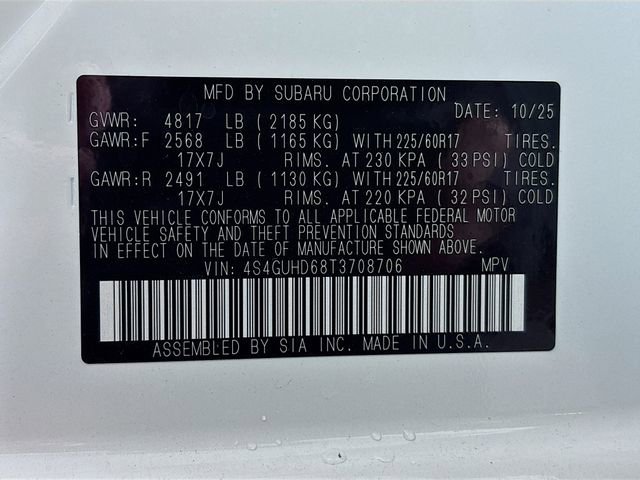 MFD BY SUBARU CORPORATION
DATE: 10/25
GVWR: 4817 LB (2185 KG)
GAWR:F 2568 LB (1165 KG) WITH 225/60R17 TIRES.
17X7J RIMS. AT 230 KPA (33 PSI) COLD
GAWR:R 2491 LB (1130 KG) WITH 225/60R17 TIRES.
17X7J RIMS. AT 220 KPA (32 PSI) COLD
THIS VEHICLE CONFORMS TO ALL APPLICABLE FEDERAL MOTOR
VEHICLE SAFETY AND THEFT PREVENTION STANDARDS
IN EFFECT ON THE DATE OF MANUFACTURE SHOWN ABOVE.
VIN: 4S4GUHD68T3708706 MPV
ASSEMBLED BY SIA INC. MADE IN U.S.A.